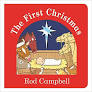 The First Christmas
Rod Campbell